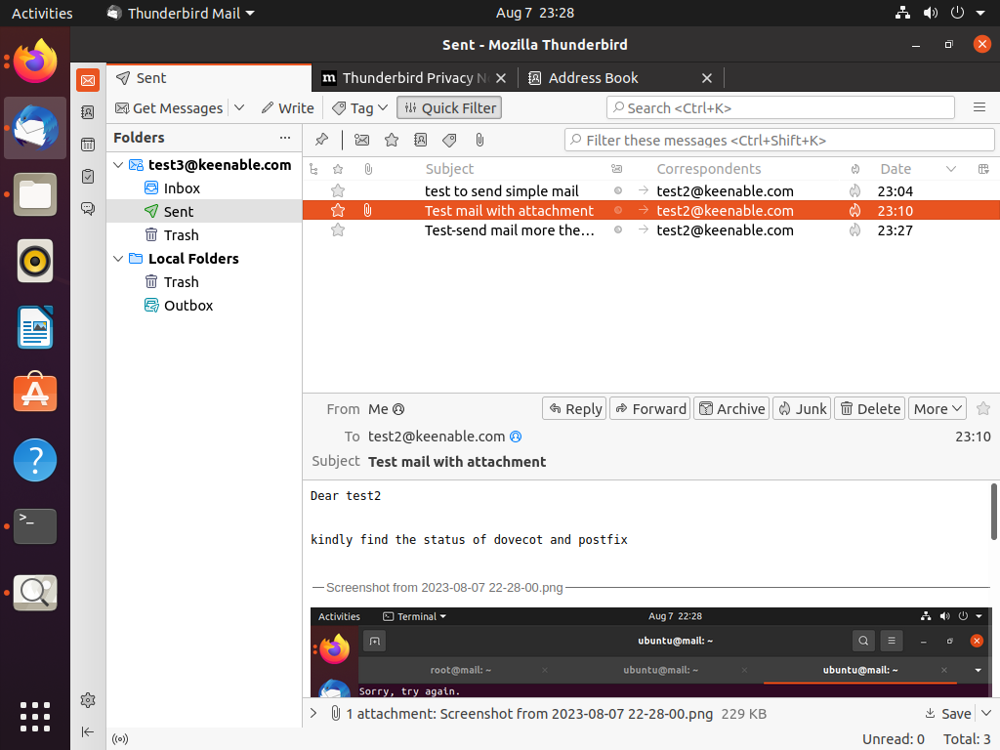 Activities
Thunderbird Mail
Aug 7 23:28
Sent - Mozilla Thunderbird
Sent
Thunderbird Privacy N
Address Book
Get Messages
Write
Tag
Quick Filter
Search <Ctrl+K>
Folders
Filter these messages <Ctrl+Shift+K>
test3@keenable.com
Inbox
Sent
Trash
Local Folders
Trash
Outbox
Subject
Correspondents
Date
test to send simple mail
test2@keenable.com
23:04
Test mail with attachment
test2@keenable.com
23:10
Test-send mail more the…
test2@keenable.com
23:27
From Me
Reply
Forward
Archive
Junk
Delete
More
To test2@keenable.com
23:10
Subject Test mail with attachment
Dear test2
kindly find the status of dovecot and postfix
Screenshot from 2023-08-07 22-28-00.png
Activities
Terminal
Aug 7 22:28
ubuntu@mail: ~
root@mail: ~
ubuntu@mail: ~
ubuntu@mail: ~
Sorry, try again.
1 attachment: Screenshot from 2023-08-07 22-28-00.png 229 KB
Save
Unread: 0 Total: 3